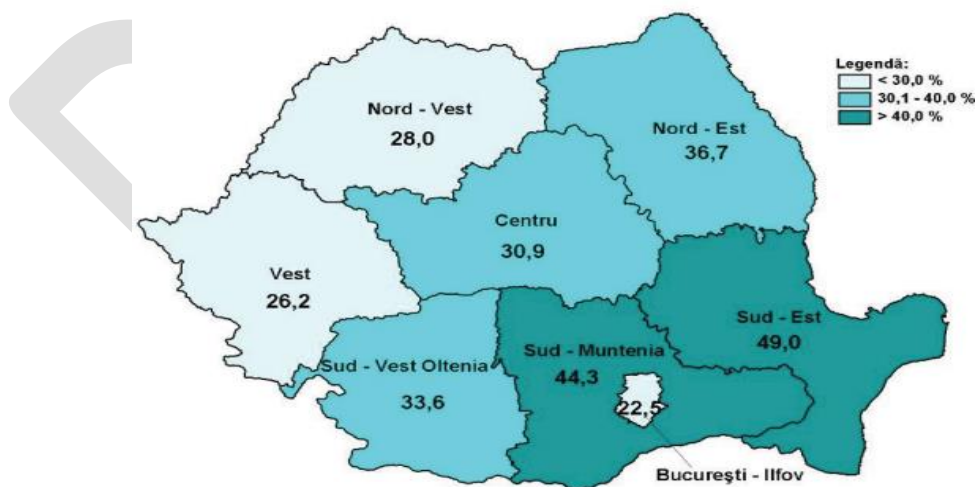 Legendă:
< 30,0 %
30,1 - 40,0 %
> 40,0 %
Nord - Vest
28,0
Nord - Est
36,7
Centru
30,9
Vest
26,2
Sud - Est
49,0
Sud - Muntenia
44,3
Sud - Vest Oltenia
33,6
22,5
Bucureşti - Ilfov